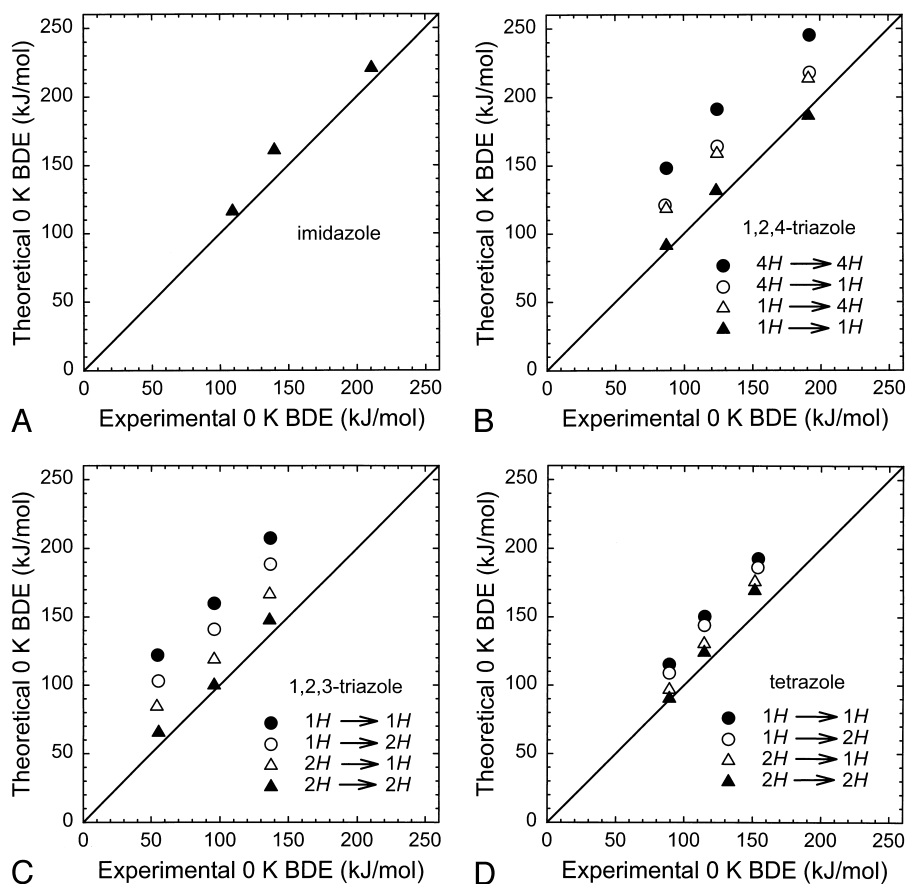 250
200
150
100
50
0
Theoretical 0 K BDE (kJ/mol)
imidazole
0 50 100 150 200 250
Experimental 0 K BDE (kJ/mol)
A
250
200
150
100
50
0
Theoretical 0 K BDE (kJ/mol)
1,2,4-triazole
4H → 4H
4H → 1H
1H → 4H
1H → 1H
0 50 100 150 200 250
Experimental 0 K BDE (kJ/mol)
B
250
200
150
100
50
0
Theoretical 0 K BDE (kJ/mol)
1,2,3-triazole
1H → 1H
1H → 2H
2H → 1H
2H → 2H
0 50 100 150 200 250
Experimental 0 K BDE (kJ/mol)
C
250
200
150
100
50
0
Theoretical 0 K BDE (kJ/mol)
tetrazole
1H → 1H
1H → 2H
2H → 1H
2H → 2H
0 50 100 150 200 250
Experimental 0 K BDE (kJ/mol)
D